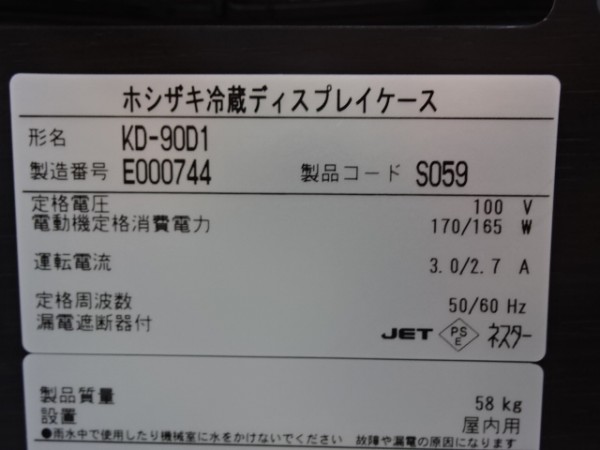 ホシザキ冷蔵ディスプレイケース
形名 KD-90D1
製造番号 E000744 製品コード S059
定格電圧 100 V
電動機定格消費電力 170/165 W
運転電流 3.0/2.7 A
定格周波数 50/60 Hz
漏電遮断器付 JET PSE ネスター
製品質量 58 kg
設置 屋内用
●雨水中で使用したり機械室に水をかけないでください 故障や漏電の原因になります